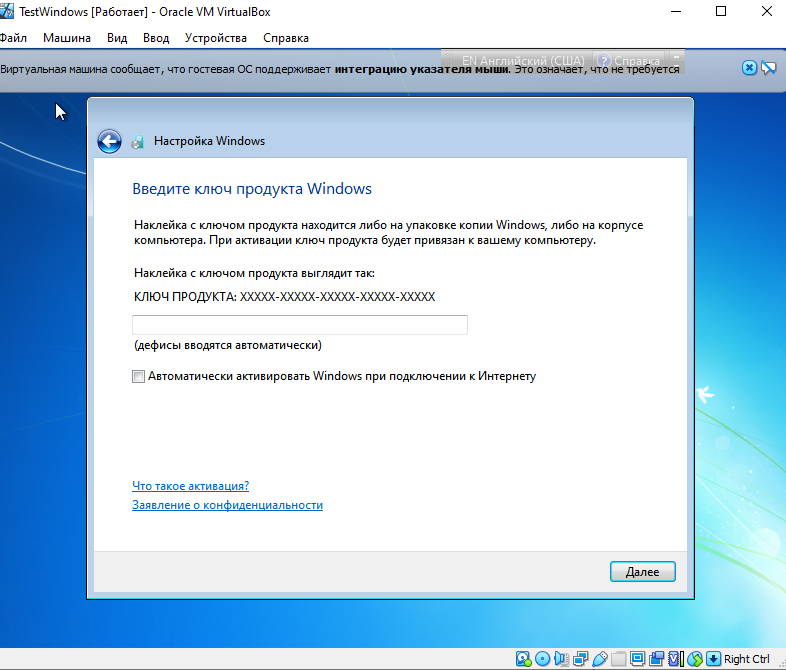 TestWindows [Работает] - Oracle VM VirtualBox
Файл Машина Вид Ввод Устройства Справка
EN Английский (США) ? Справка
Виртуальная машина сообщает, что гостевая ОС поддерживает интеграцию указателя мыши. Это означает, что не требуется
Настройка Windows
Введите ключ продукта Windows
Наклейка с ключом продукта находится либо на упаковке копии Windows, либо на корпусе
компьютера. При активации ключ продукта будет привязан к вашему компьютеру.
Наклейка с ключом продукта выглядит так:
КЛЮЧ ПРОДУКТА: XXXXX-XXXXX-XXXXX-XXXXX-XXXXX
(дефисы вводятся автоматически)
Автоматически активировать Windows при подключении к Интернету
Что такое активация?
Заявление о конфиденциальности
Далее
Right Ctrl